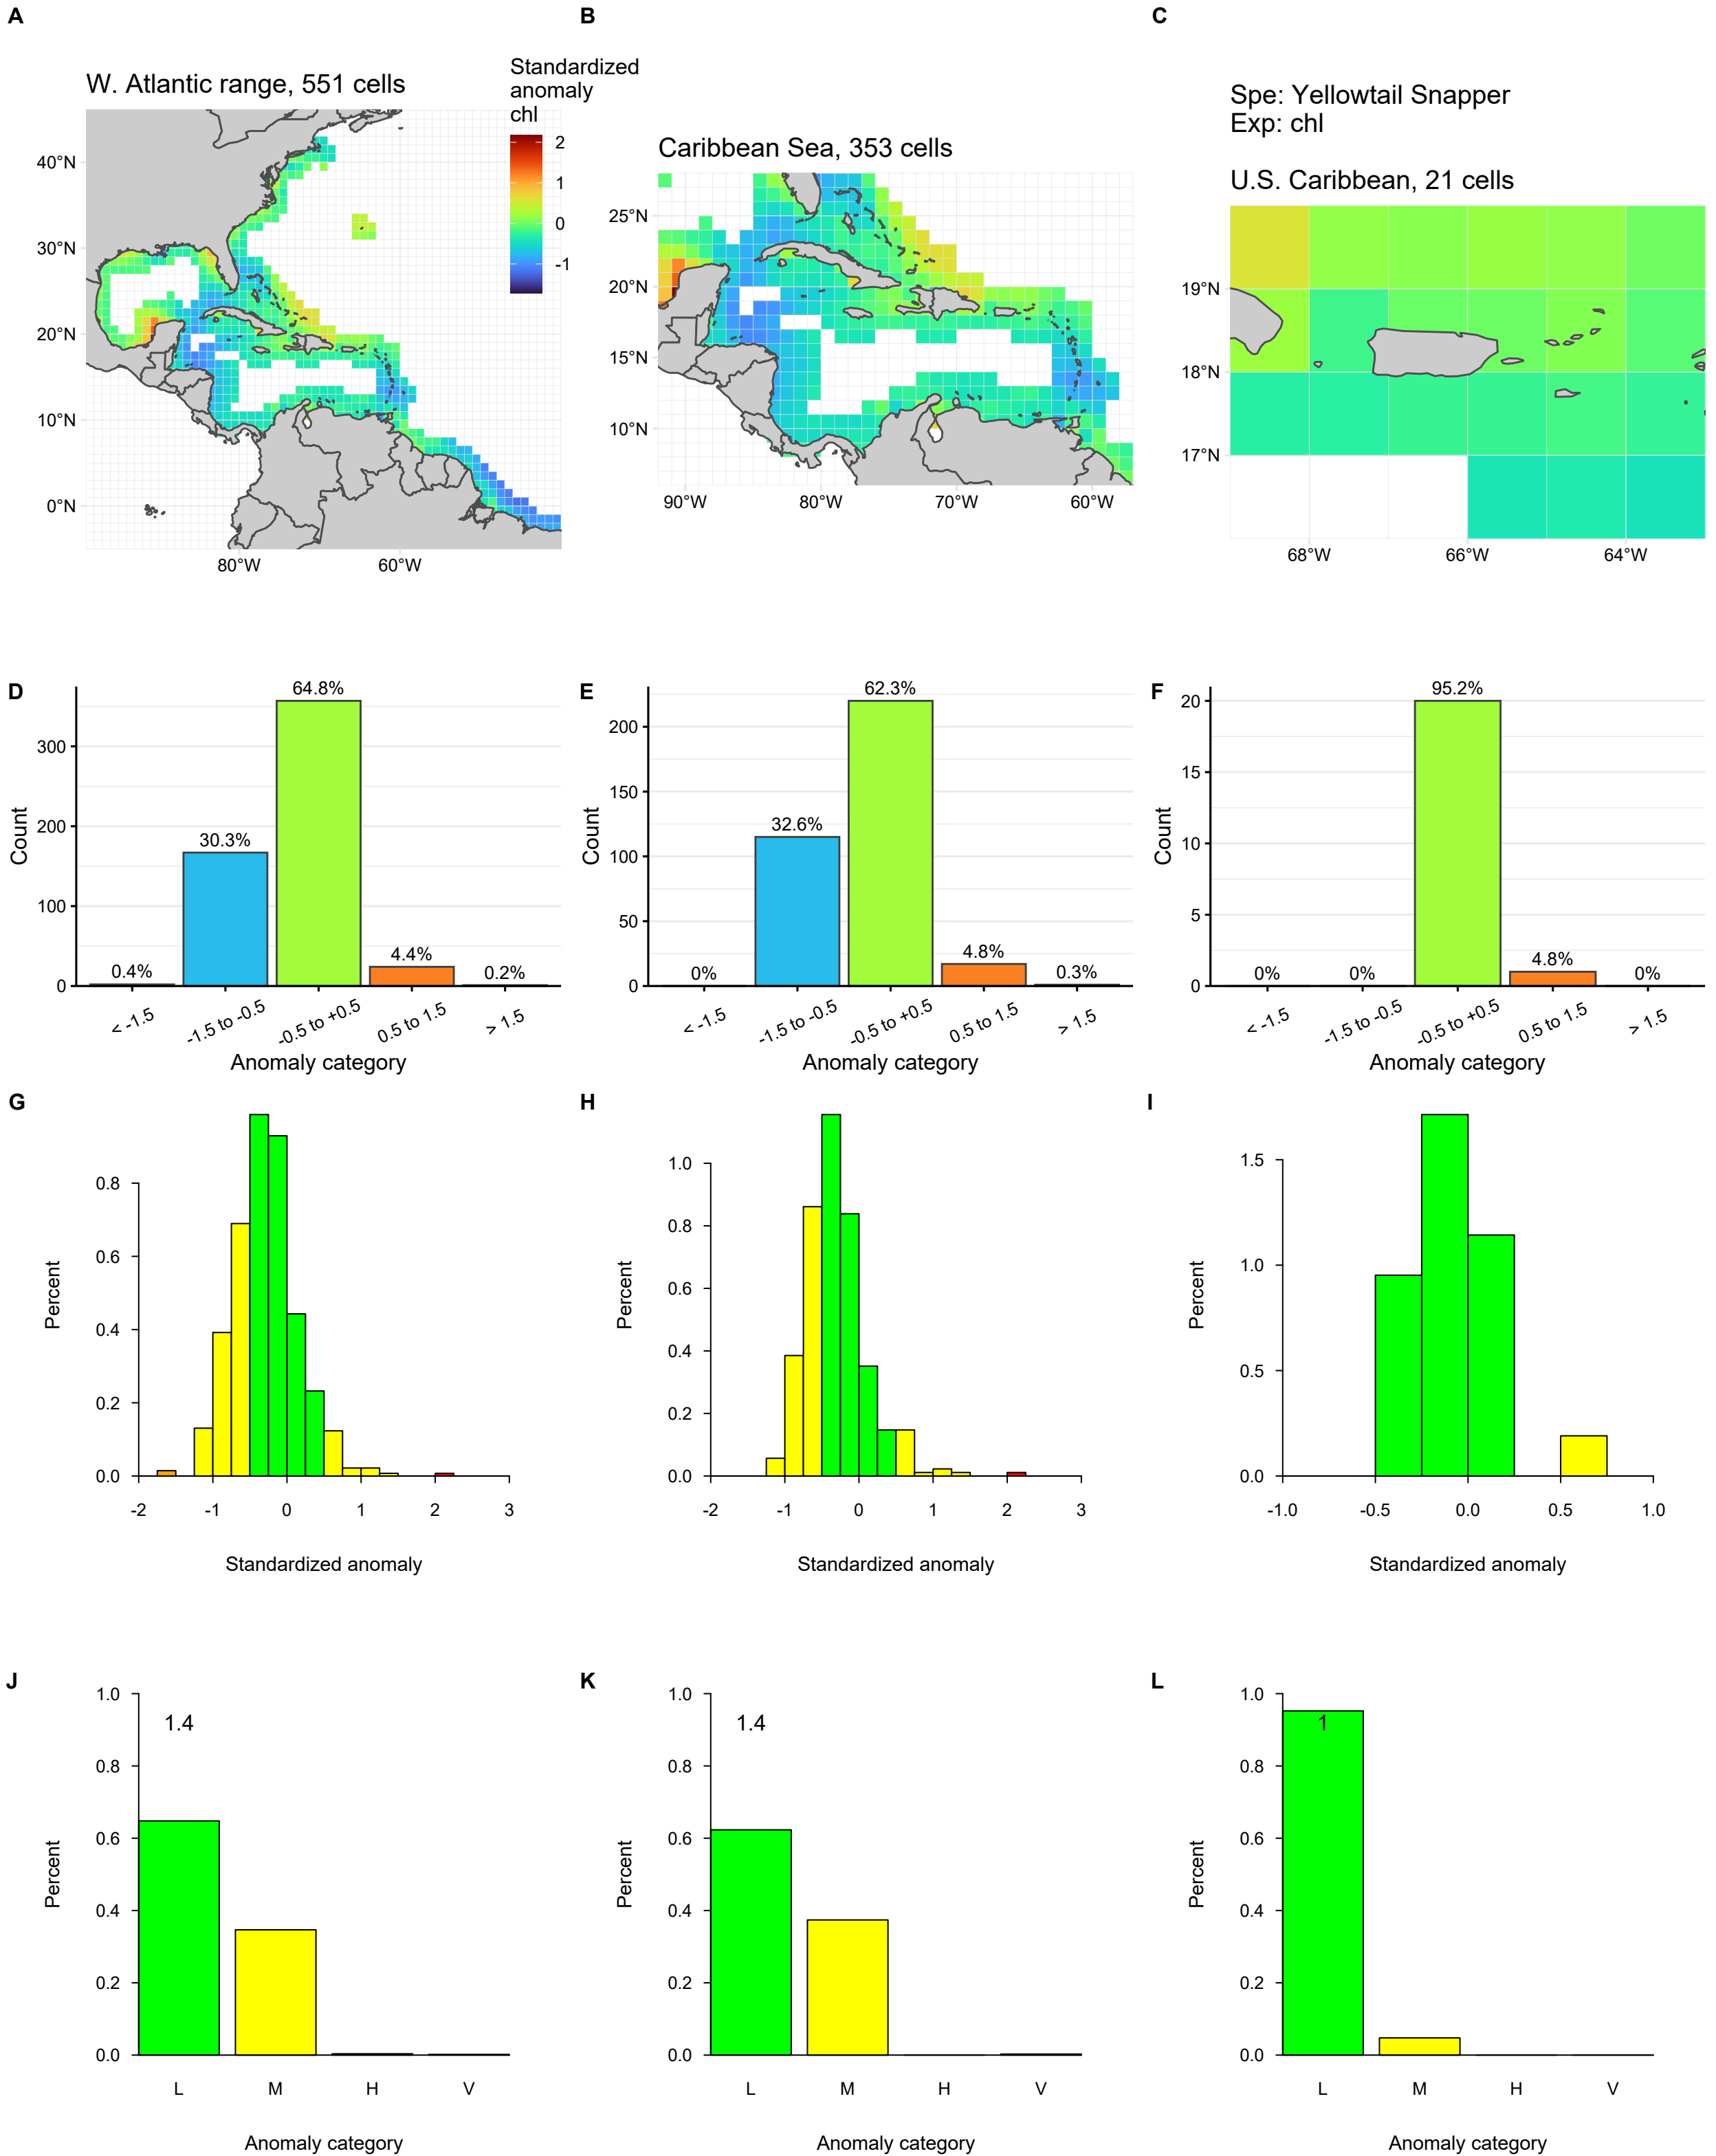 A
B
C
W. Atlantic range, 551 cells
Standardized
anomaly
chl
2
1
0
-1
40°N
30°N
20°N
10°N
0°N
80°W
60°W
Caribbean Sea, 353 cells
25°N
20°N
15°N
10°N
90°W
80°W
70°W
60°W
Spe: Yellowtail Snapper
Exp: chl
U.S. Caribbean, 21 cells
19°N
18°N
17°N
68°W
66°W
64°W
D
Count
300
200
100
0
0.4%
30.3%
64.8%
4.4%
0.2%
< -1.5
-1.5 to -0.5
-0.5 to +0.5
0.5 to 1.5
> 1.5
Anomaly category
E
Count
200
150
100
50
0
0%
32.6%
62.3%
4.8%
0.3%
< -1.5
-1.5 to -0.5
-0.5 to +0.5
0.5 to 1.5
> 1.5
Anomaly category
F
Count
20
15
10
5
0
0%
0%
95.2%
4.8%
0%
< -1.5
-1.5 to -0.5
-0.5 to +0.5
0.5 to 1.5
> 1.5
Anomaly category
G
Percent
0.8
0.6
0.4
0.2
0.0
-2
-1
0
1
2
3
Standardized anomaly
H
Percent
1.0
0.8
0.6
0.4
0.2
0.0
-2
-1
0
1
2
3
Standardized anomaly
I
Percent
1.5
1.0
0.5
0.0
-1.0
-0.5
0.0
0.5
1.0
Standardized anomaly
J
Percent
1.0
0.8
0.6
0.4
0.2
0.0
1.4
L
M
H
V
Anomaly category
K
Percent
1.0
0.8
0.6
0.4
0.2
0.0
1.4
L
M
H
V
Anomaly category
L
Percent
1.0
0.8
0.6
0.4
0.2
0.0
1
L
M
H
V
Anomaly category